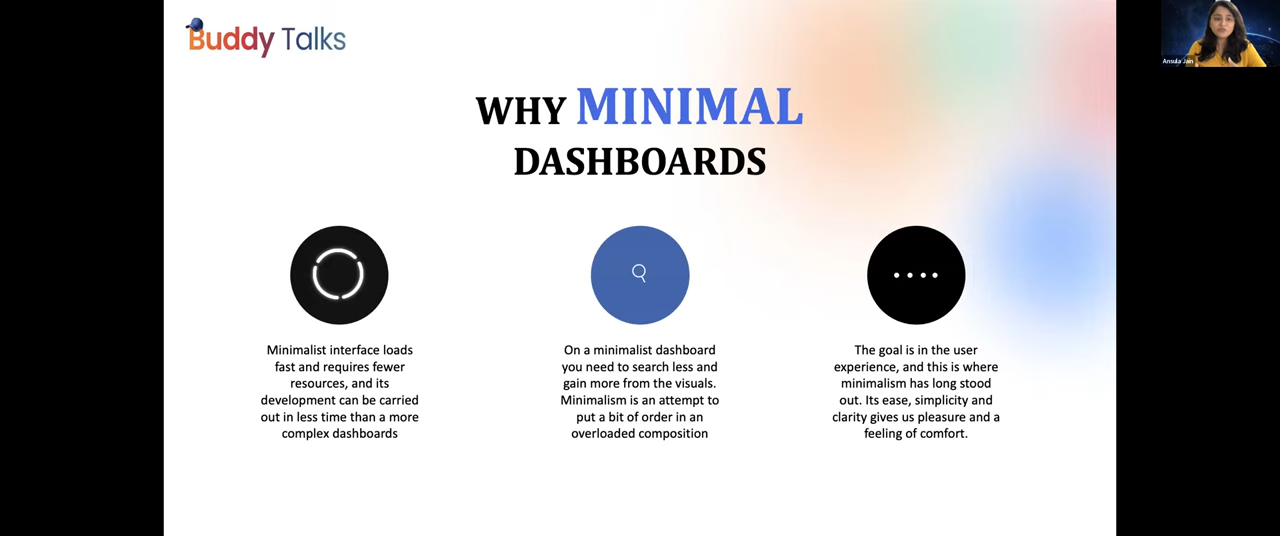 Buddy Talks
Ansula Jain
WHY MINIMAL
DASHBOARDS
Minimalist interface loads
fast and requires fewer
resources, and its
development can be carried
out in less time than a more
complex dashboards
On a minimalist dashboard
you need to search less and
gain more from the visuals.
Minimalism is an attempt to
put a bit of order in an
overloaded composition
The goal is in the user
experience, and this is where
minimalism has long stood
out. Its ease, simplicity and
clarity gives us pleasure and a
feeling of comfort.